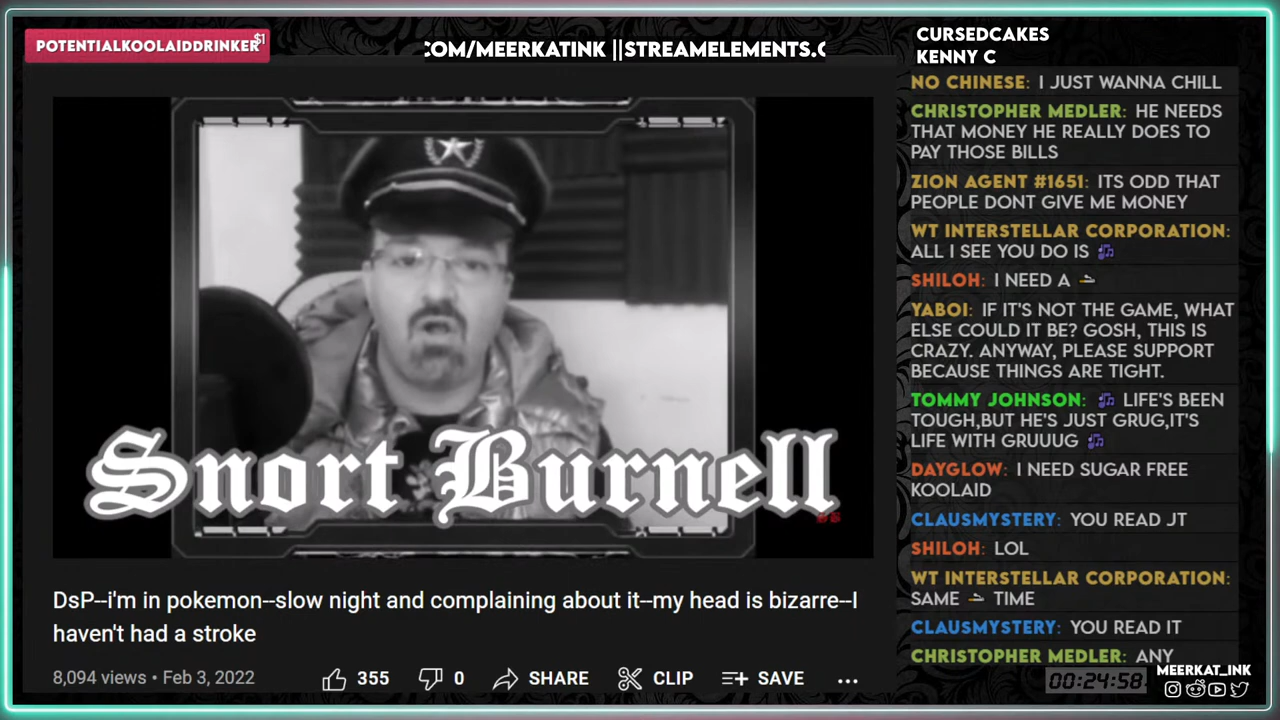 POTENTIALKOOLAIDDRINKER $1
COM/MEERKATINK ||STREAMELEMENTS.C
CURSEDCAKES
KENNY C
NO CHINESE: I JUST WANNA CHILL
CHRISTOPHER MEDLER: HE NEEDS
THAT MONEY HE REALLY DOES TO
PAY THOSE BILLS
ZION AGENT #1651: ITS ODD THAT
PEOPLE DONT GIVE ME MONEY
WT INTERSTELLAR CORPORATION:
ALL I SEE YOU DO IS 🎶
SHILOH: I NEED A 🚬
YABOI: IF IT'S NOT THE GAME, WHAT
ELSE COULD IT BE? GOSH, THIS IS
CRAZY. ANYWAY, PLEASE SUPPORT
BECAUSE THINGS ARE TIGHT.
TOMMY JOHNSON: 🎶 LIFE'S BEEN
TOUGH,BUT HE'S JUST GRUG,IT'S
LIFE WITH GRUUUG 🎶
DAYGLOW: I NEED SUGAR FREE
KOOLAID
CLAUSMYSTERY: YOU READ JT
SHILOH: LOL
WT INTERSTELLAR CORPORATION:
SAME 🚬 TIME
CLAUSMYSTERY: YOU READ IT
CHRISTOPHER MEDLER: ANY
Snort Burnell
DsP--i'm in pokemon--slow night and complaining about it--my head is bizarre--I
haven't had a stroke
8,094 views • Feb 3, 2022
355
0
SHARE
CLIP
SAVE
...
00:24:58
MEERKAT_INK